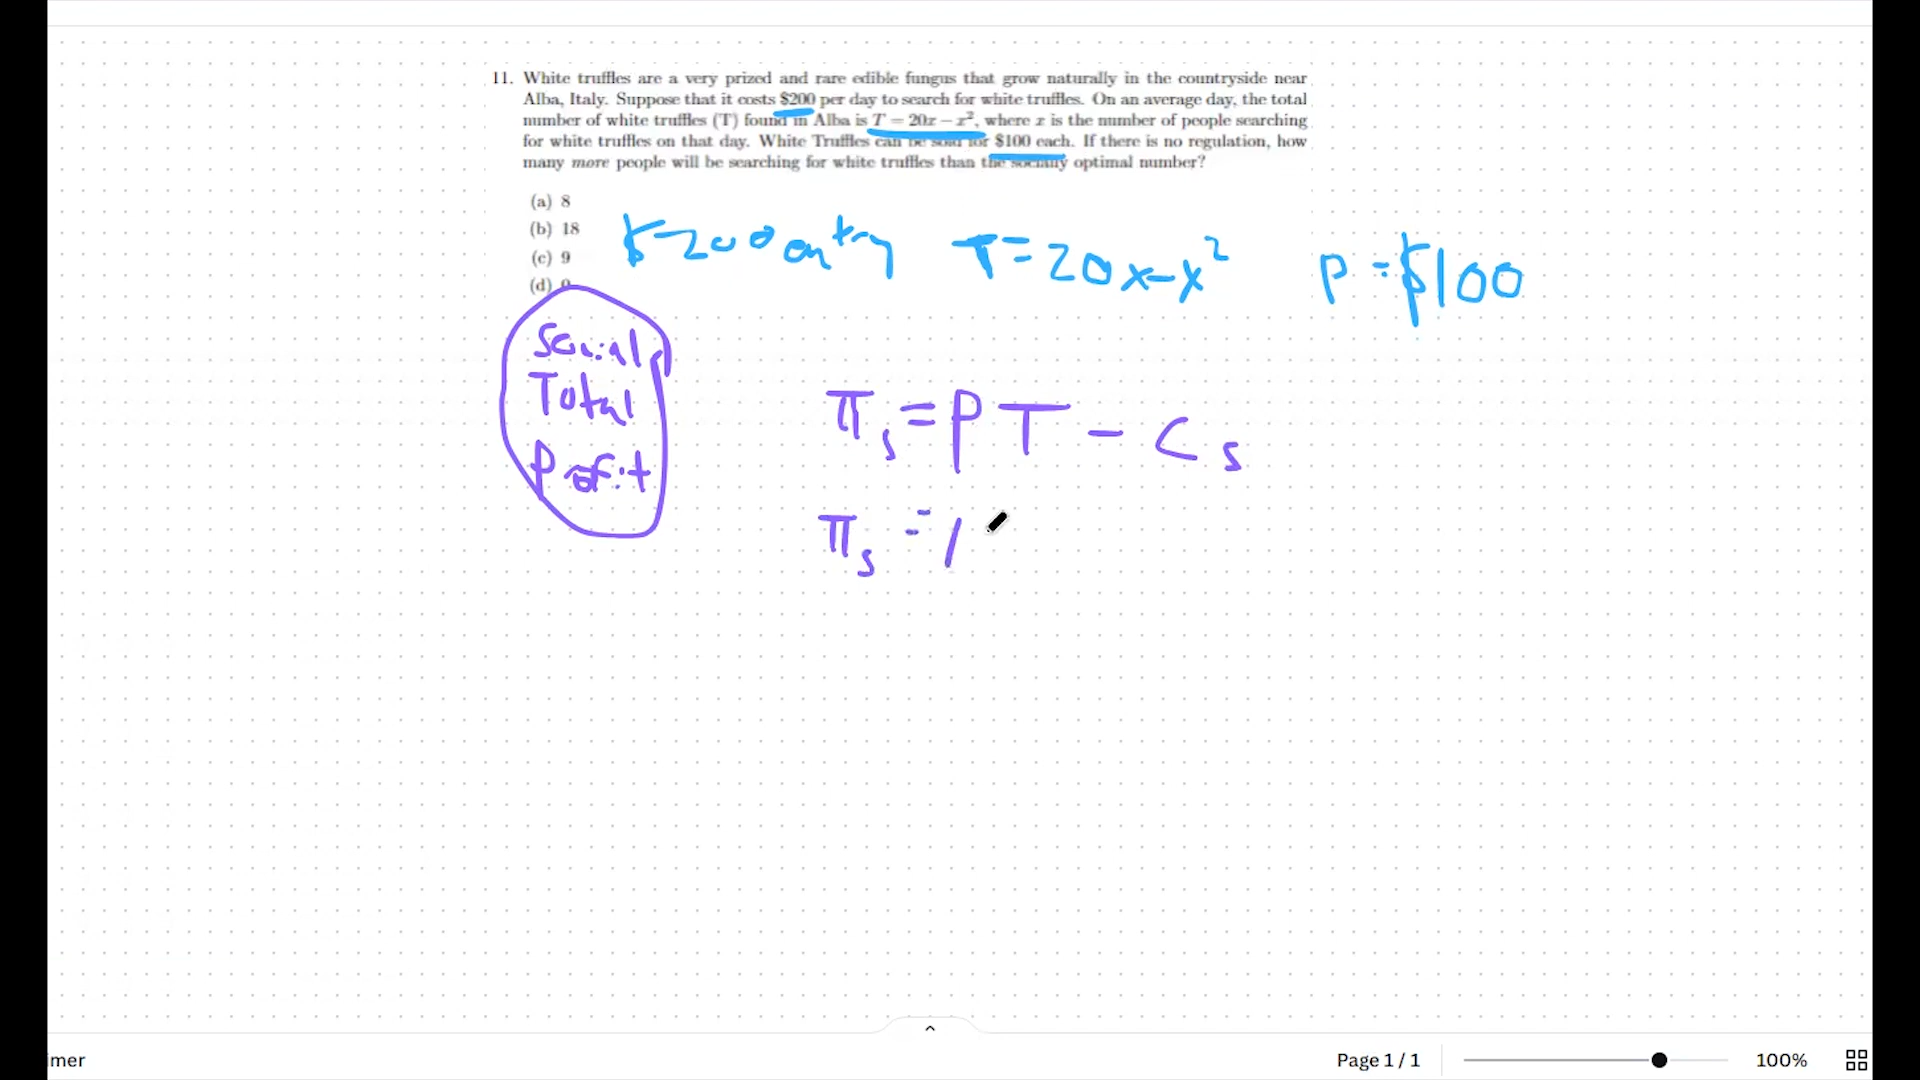 11. White truffles are a very prized and rare edible fungus that grow naturally in the countryside near
Alba, Italy. Suppose that it costs $200 per day to search for white truffles. On an average day, the total
number of white truffles (T) found in Alba is T = 20x − x², where x is the number of people searching
for white truffles on that day. White Truffles can be sold for $100 each. If there is no regulation, how
many more people will be searching for white truffles than the socially optimal number?
(a) 8
(b) 18
(c) 9
(d)
$200 entry T = 20x − x² P = $100
Social
Total
Profit
π_s = P T − C_s
π_s = 1
imer
Page 1 / 1
100%